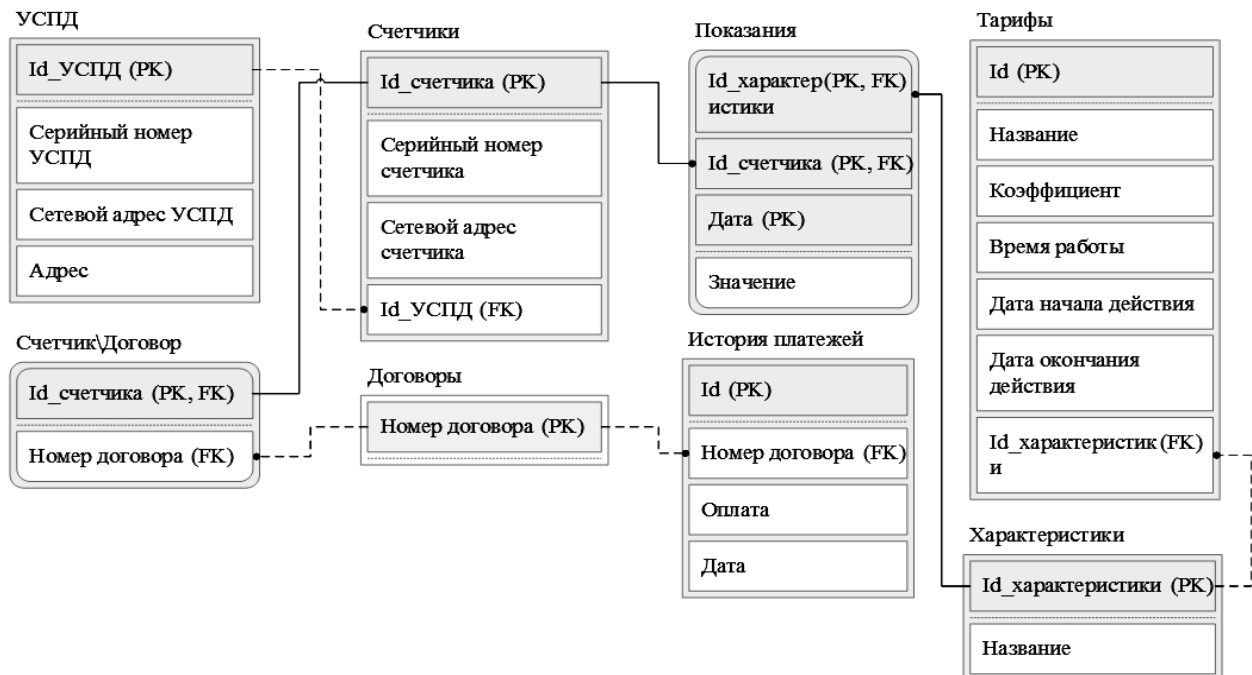 УСПД
Id_УСПД (PK)
Серийный номер
УСПД
Сетевой адрес УСПД
Адрес
Счетчик\Договор
Id_счетчика (PK, FK)
Номер договора (FK)
Счетчики
Id_счетчика (PK)
Серийный номер
счетчика
Сетевой адрес
счетчика
Id_УСПД (FK)
Договоры
Номер договора (PK)
Показания
Id_характер (PK, FK)
истики
Id_счетчика (PK, FK)
Дата (PK)
Значение
История платежей
Id (PK)
Номер договора (FK)
Оплата
Дата
Тарифы
Id (PK)
Название
Коэффициент
Время работы
Дата начала действия
Дата окончания
действия
Id_характеристик (FK)
и
Характеристики
Id_характеристики (PK)
Название